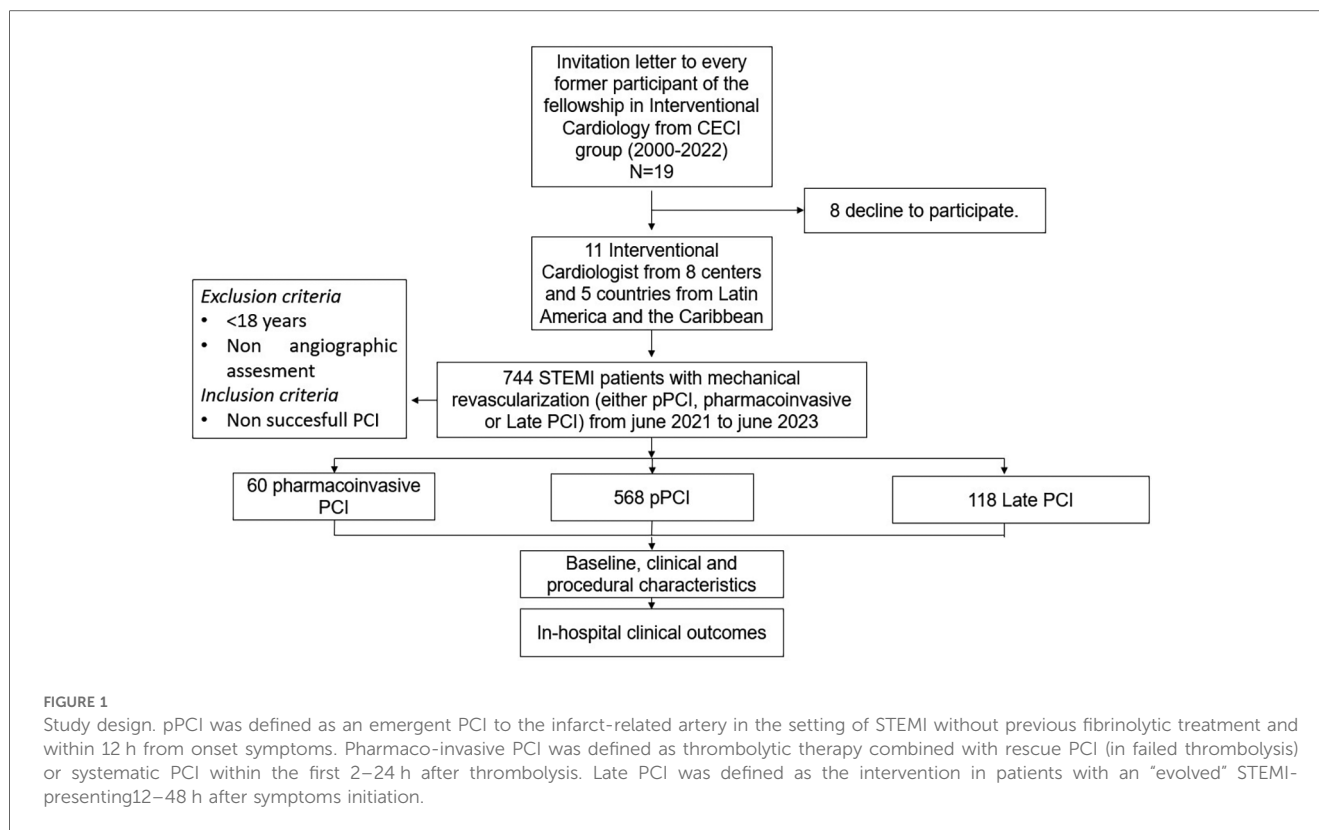 Invitation letter to every
former participant of the
fellowship in Interventional
Cardiology from CECI
group (2000-2022)
N=19
8 decline to participate.
11 Interventional
Cardiologist from 8 centers
and 5 countries from Latin
America and the Caribbean
Exclusion criteria
• <18 years
• Non angiographic
assesment
Inclusion criteria
• Non succesfull PCI
744 STEMI patients with mechanical
revascularization (either pPCI, pharmacoinvasive
or Late PCI) from june 2021 to june 2023
60 pharmacoinvasive
PCI
568 pPCI
118 Late PCI
Baseline, clinical and
procedural characteristics
In-hospital clinical outcomes
FIGURE 1
Study design. pPCI was defined as an emergent PCI to the infarct-related artery in the setting of STEMI without previous fibrinolytic treatment and
within 12 h from onset symptoms. Pharmaco-invasive PCI was defined as thrombolytic therapy combined with rescue PCI (in failed thrombolysis)
or systematic PCI within the first 2–24 h after thrombolysis. Late PCI was defined as the intervention in patients with an “evolved” STEMI-
presenting12–48 h after symptoms initiation.